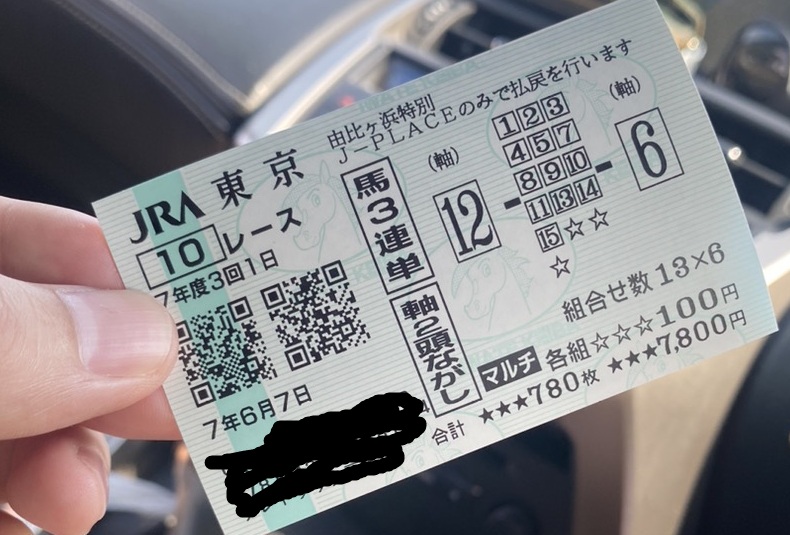 JRA 東京
10 レース
7年度3回1日
7年6月7日
由比ヶ浜特別
J-PLACEのみで払戻を行います
馬3連単
軸2頭ながし
(軸) (軸)
12 - 1 2 3 - 6
4 5 7
8 9 10
11 13 14
15 ☆☆
☆
組合せ数 13×6
マルチ 各組☆☆☆100円
合計 ★★★780枚 ★★★7,800円